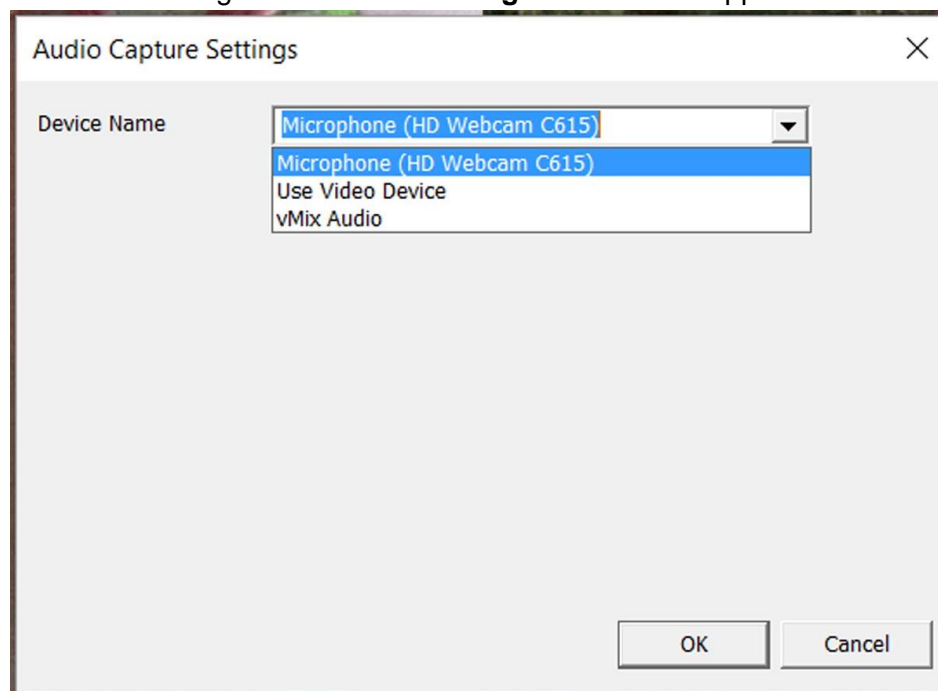 Audio Capture Settings
Device Name
Microphone (HD Webcam C615)
Microphone (HD Webcam C615)
Use Video Device
vMix Audio
OK Cancel